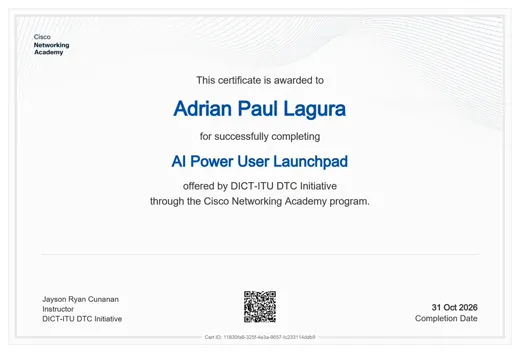 Cisco
Networking
Academy
This certificate is awarded to
Adrian Paul Lagura
for successfully completing
AI Power User Launchpad
offered by DICT-ITU DTC Initiative
through the Cisco Networking Academy program.
Jayson Ryan Cunanan
Instructor
DICT-ITU DTC Initiative
31 Oct 2026
Completion Date
Cert ID: